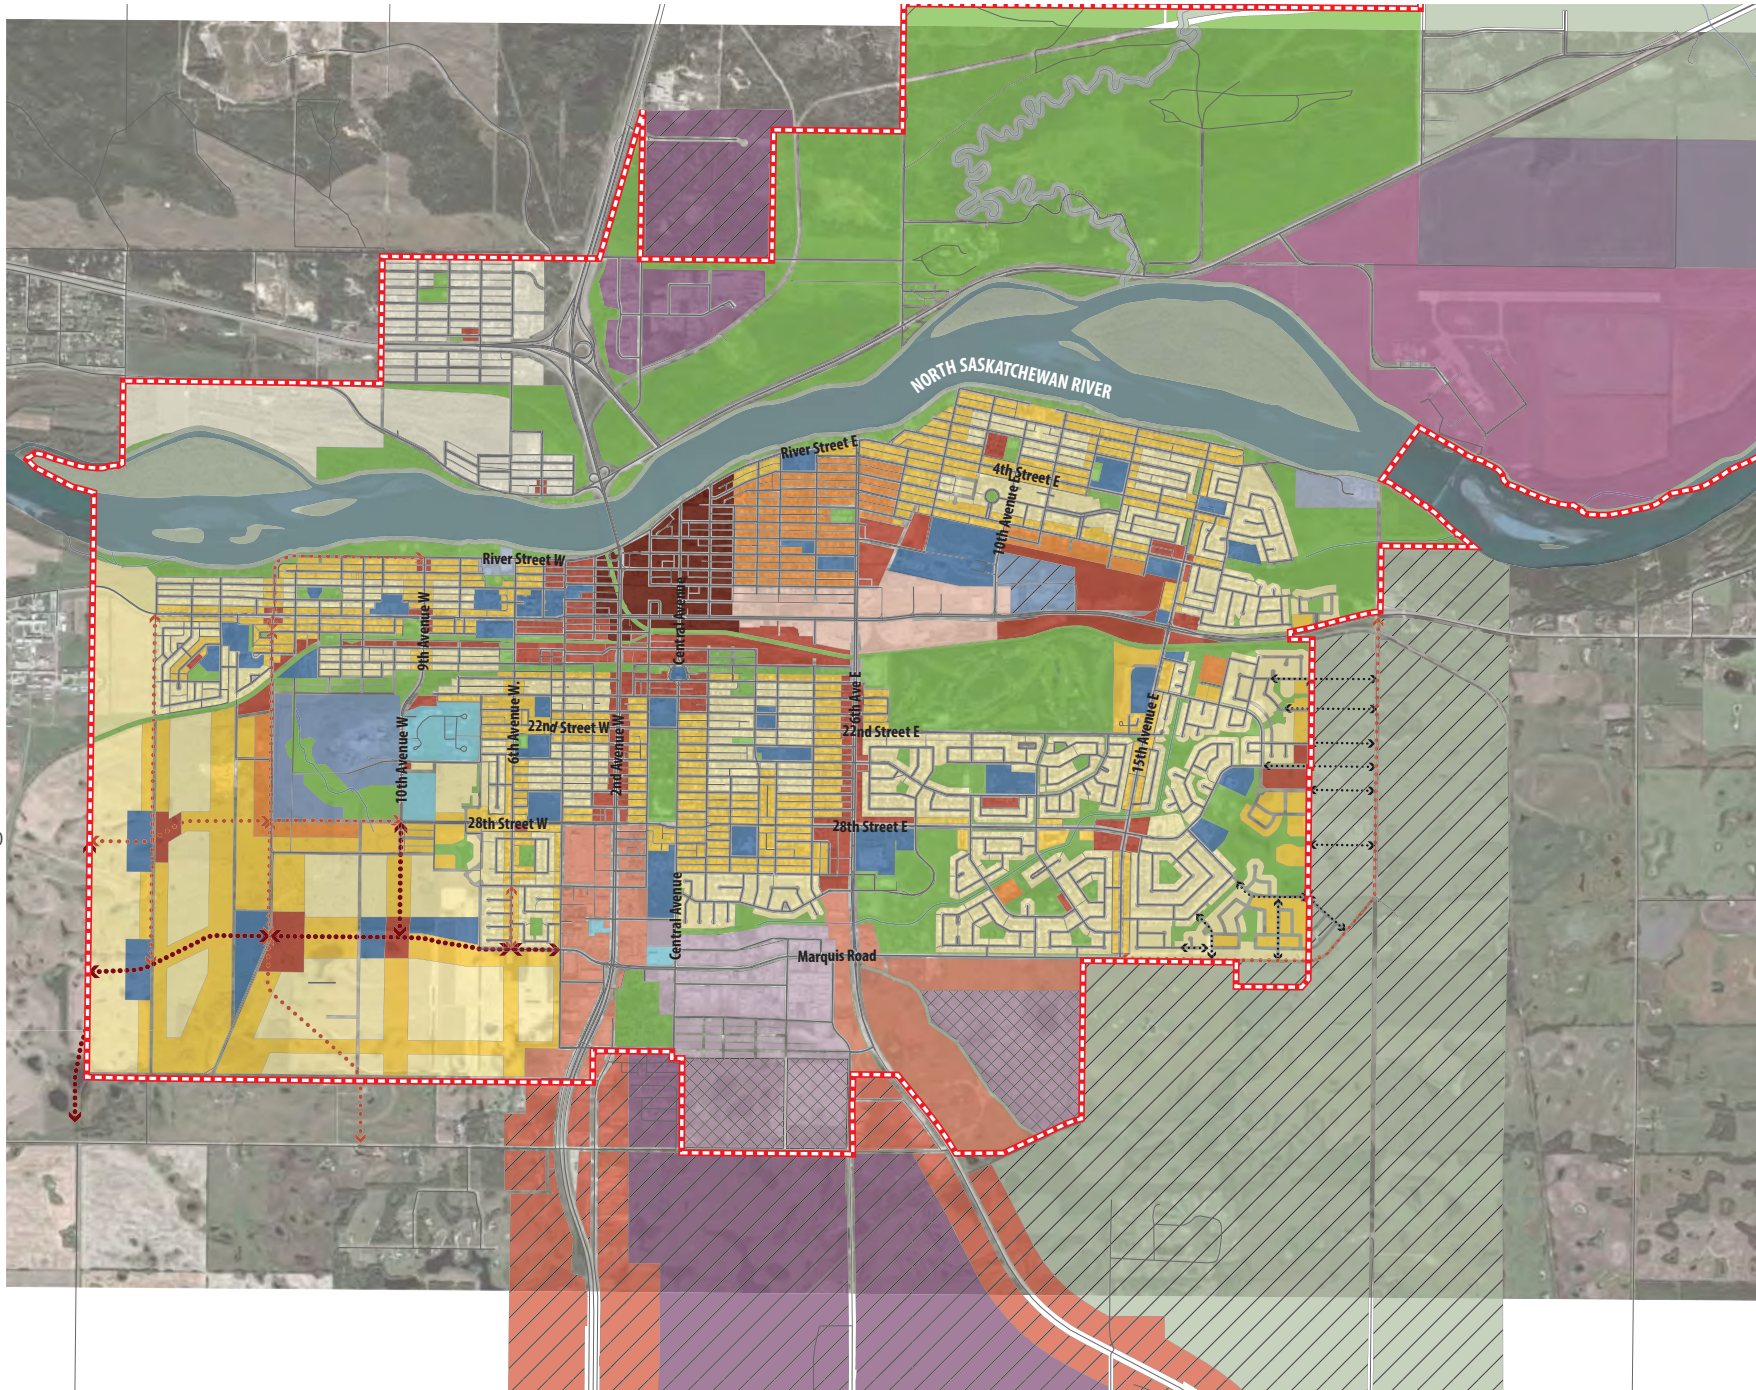 NORTH SASKATCHEWAN RIVER
River Street E
4th Street E
10th Avenue E
River Street W
Central Avenue
9th Avenue W
6th Avenue W.
22nd Street W
2nd Avenue W
10th Avenue W
6th Ave E
22nd Street E
15th Avenue E
28th Street W
28th Street E
Central Avenue
Marquis Road